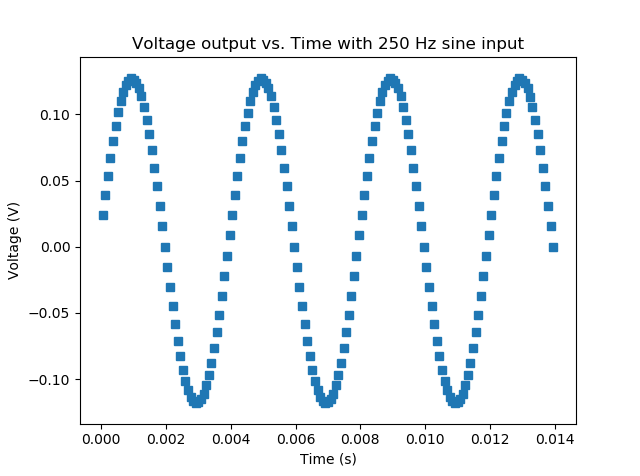 Voltage output vs. Time with 250 Hz sine input
0.10
0.05
0.00
−0.05
−0.10
Voltage (V)
0.000 0.002 0.004 0.006 0.008 0.010 0.012 0.014
Time (s)